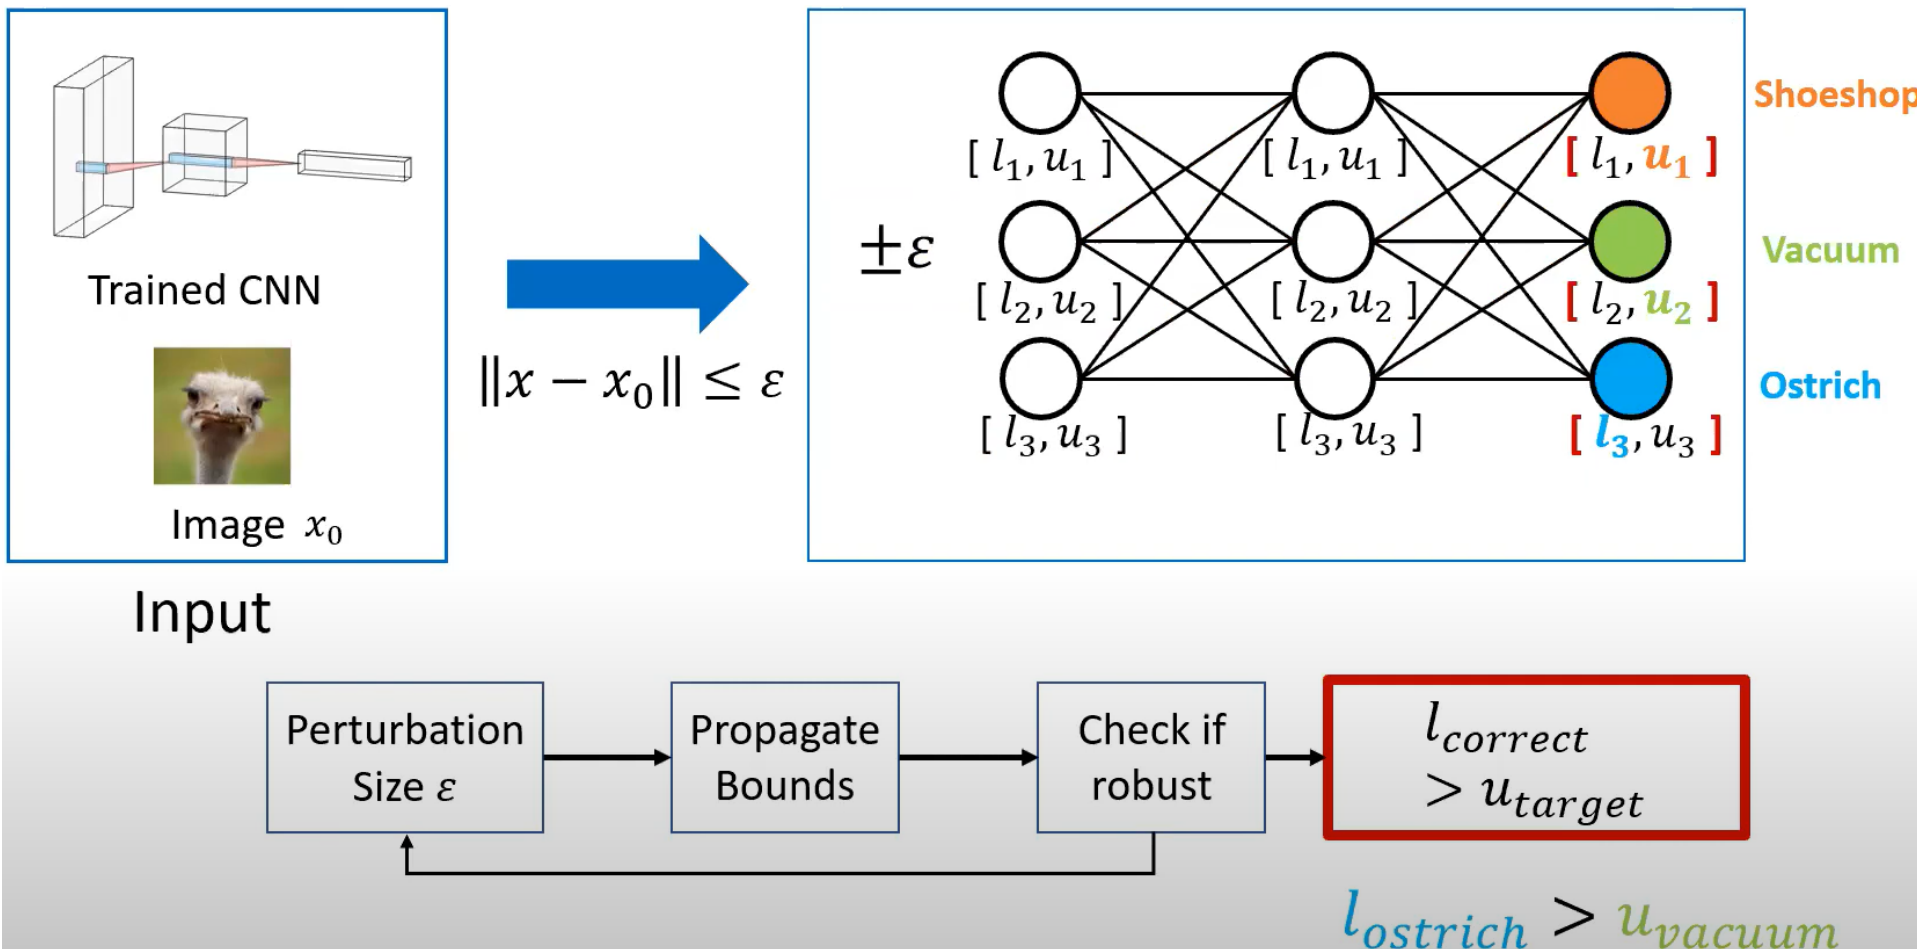 Trained CNN
Image x₀
‖x − x₀‖ ≤ ε
±ε
[ l₁, u₁ ] [ l₁, u₁ ] [ l₁, u₁ ]
[ l₂, u₂ ] [ l₂, u₂ ] [ l₂, u₂ ]
[ l₃, u₃ ] [ l₃, u₃ ] [ l₃, u₃ ]
Shoeshop
Vacuum
Ostrich
Input
Perturbation
Size ε
Propagate
Bounds
Check if
robust
l_correct
> u_target
l_ostrich > u_vacuum